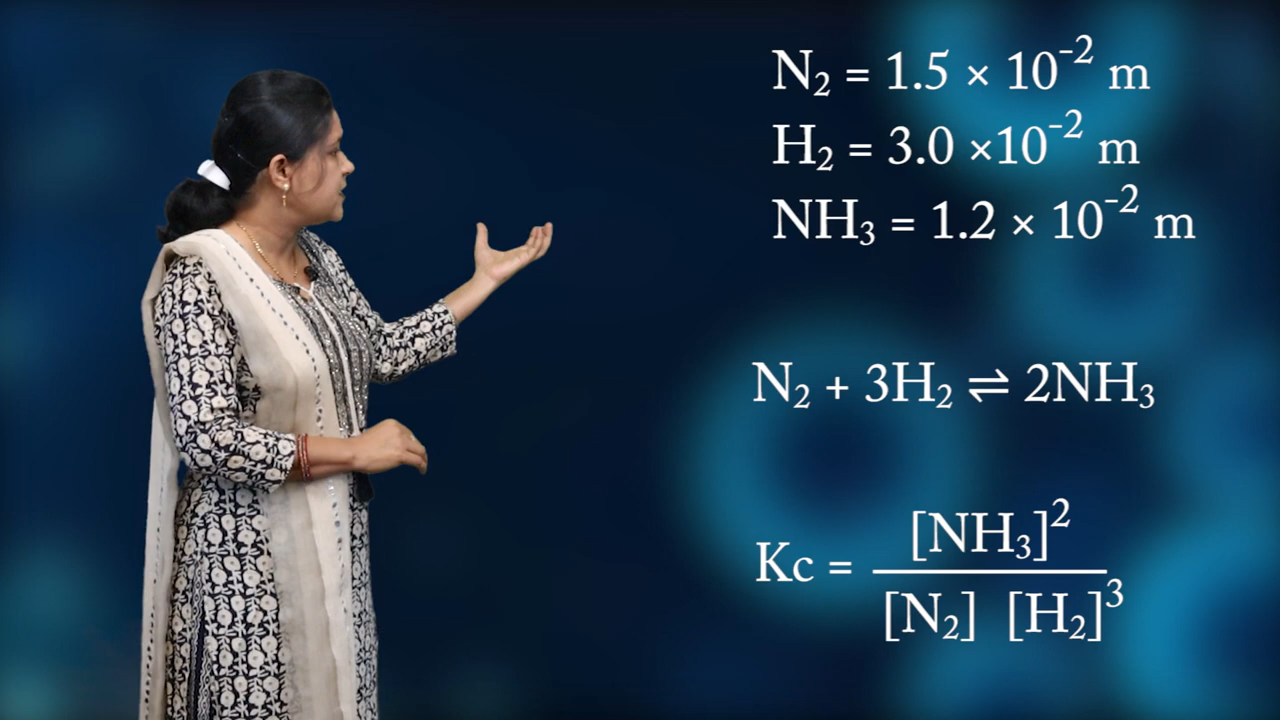 N₂ = 1.5 × 10⁻² m
H₂ = 3.0 ×10⁻² m
NH₃ = 1.2 × 10⁻² m
N₂ + 3H₂ ⇌ 2NH₃
Kc = [NH₃]² / [N₂] [H₂]³